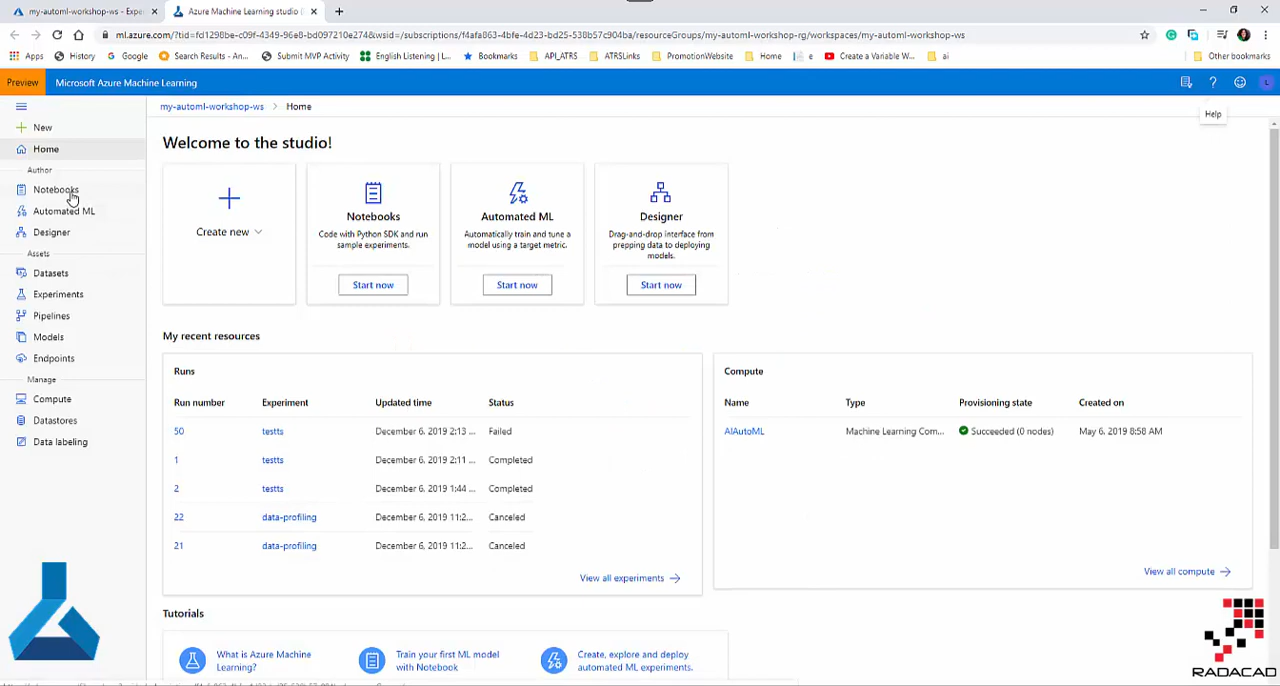 my-automl-workshop-ws - Exper
Azure Machine Learning studio (
ml.azure.com/?tid=fd1298be-c09f-4349-96e8-bd097210e274&wsid=/subscriptions/f4afa863-4bfe-4d23-bd25-538b57c904ba/resourceGroups/my-automl-workshop-rg/workspaces/my-automl-workshop-ws
Apps
History
Google
Search Results - An...
Submit MVP Activity
English Listening | L...
Bookmarks
API_ATRS
ATRSLinks
PromotionWebsite
Home
e
Create a Variable W...
ai
Other bookmarks
Preview
Microsoft Azure Machine Learning
?
L
my-automl-workshop-ws > Home
Help
New
Home
Author
Notebooks
Automated ML
Designer
Assets
Datasets
Experiments
Pipelines
Models
Endpoints
Manage
Compute
Datastores
Data labeling
Welcome to the studio!
Create new
Notebooks
Code with Python SDK and run
sample experiments.
Start now
Automated ML
Automatically train and tune a
model using a target metric.
Start now
Designer
Drag-and-drop interface from
prepping data to deploying
models.
Start now
My recent resources
Runs
Run number Experiment Updated time Status
50 testts December 6, 2019 2:13 ... Failed
1 testts December 6, 2019 2:11 ... Completed
2 testts December 6, 2019 1:44 ... Completed
22 data-profiling December 6, 2019 11:2... Canceled
21 data-profiling December 6, 2019 11:2... Canceled
View all experiments
Compute
Name Type Provisioning state Created on
AIAutoML Machine Learning Com... Succeeded (0 nodes) May 6, 2019 8:58 AM
View all compute
Tutorials
What is Azure Machine
Learning?
Train your first ML model
with Notebook
Create, explore and deploy
automated ML experiments.
RADACAD